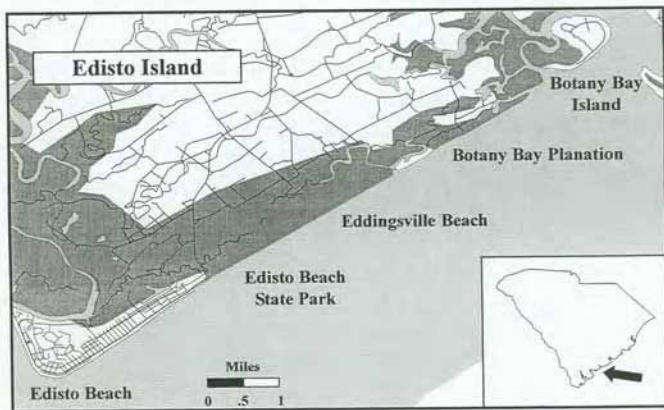 Edisto Island
Botany Bay
Island
Botany Bay Planation
Eddingsville Beach
Edisto Beach
State Park
Edisto Beach
Miles
0 .5 1